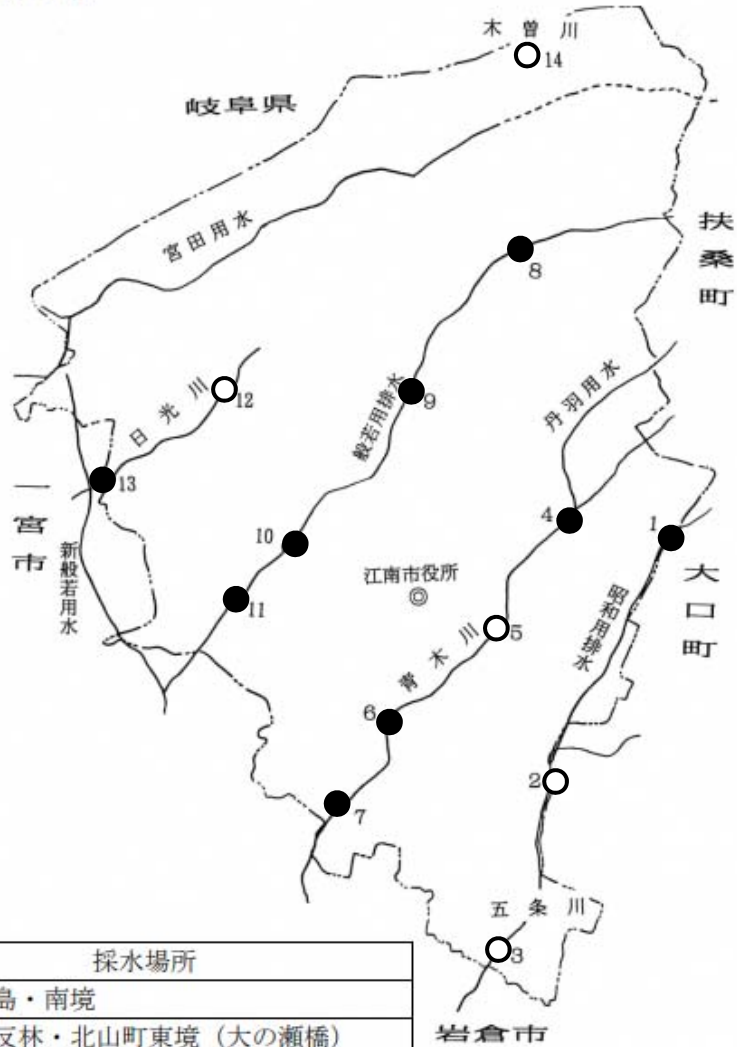 木曽川
14
岐阜県
宮田用水
扶桑町
8
丹羽用水
日光川
12
般若用排水
9
13
一宮市
新般若用水
10
4
1
大口町
江南市役所
11
昭和用排水
5
青木川
6
2
7
五条川
3
採水場所
島・南境
反林・北山町東境（大の瀬橋）
岩倉市